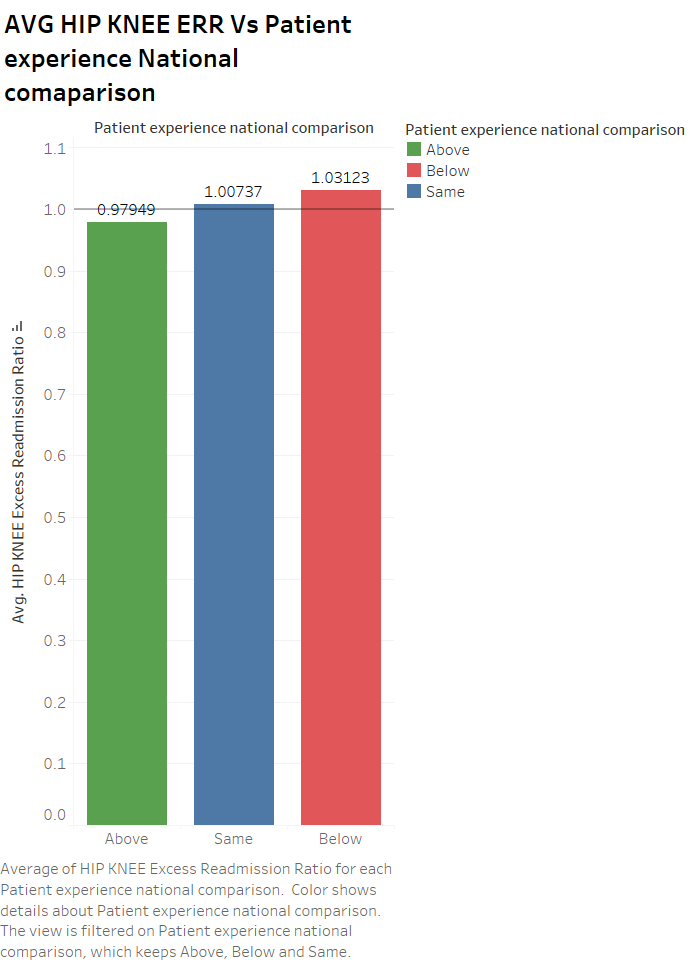 AVG HIP KNEE ERR Vs Patient
experience National
comaparison
Patient experience national comparison
Patient experience national comparison
Above
Below
Same
1.1
1.0
0.9
0.8
0.7
0.6
0.5
0.4
0.3
0.2
0.1
0.0
Avg. HIP KNEE Excess Readmission Ratio
0.97949
1.00737
1.03123
Above
Same
Below
Average of HIP KNEE Excess Readmission Ratio for each
Patient experience national comparison.  Color shows
details about Patient experience national comparison.
The view is filtered on Patient experience national
comparison, which keeps Above, Below and Same.